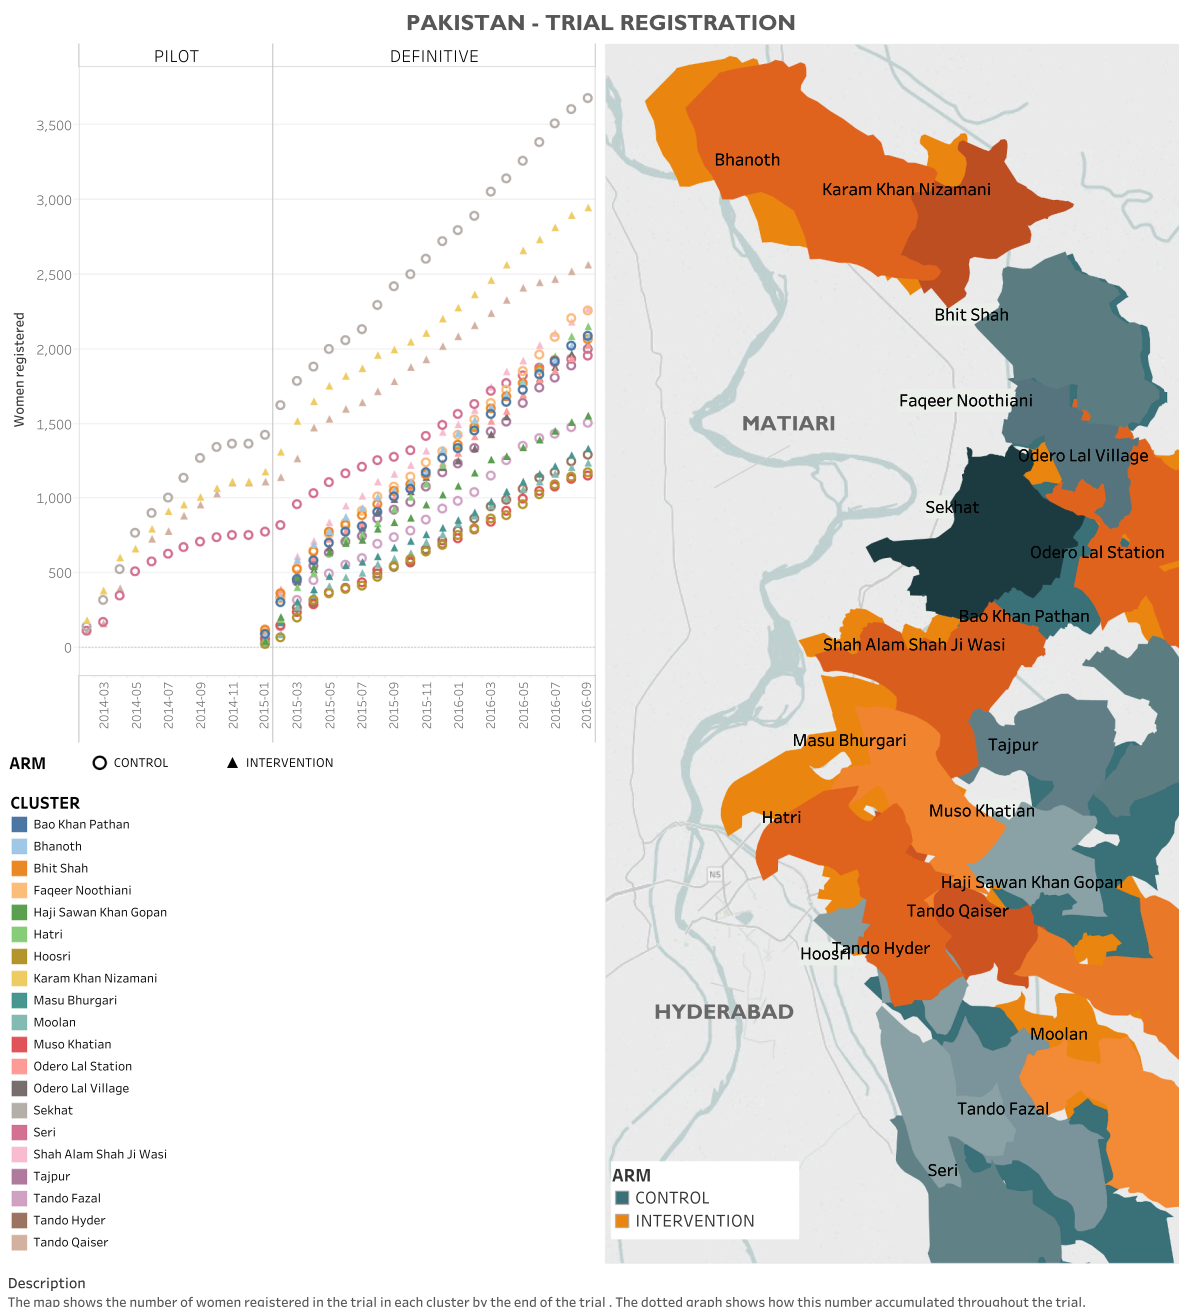 PAKISTAN - TRIAL REGISTRATION
PILOT
DEFINITIVE
Women registered
3,500
3,000
2,500
2,000
1,500
1,000
500
0
2014-03
2014-05
2014-07
2014-09
2014-11
2015-01
2015-03
2015-05
2015-07
2015-09
2015-11
2016-01
2016-03
2016-05
2016-07
2016-09
ARM
CONTROL
INTERVENTION
CLUSTER
Bao Khan Pathan
Bhanoth
Bhit Shah
Faqeer Noothiani
Haji Sawan Khan Gopan
Hatri
Hoosri
Karam Khan Nizamani
Masu Bhurgari
Moolan
Muso Khatian
Odero Lal Station
Odero Lal Village
Sekhat
Seri
Shah Alam Shah Ji Wasi
Tajpur
Tando Fazal
Tando Hyder
Tando Qaiser
Bhanoth
Karam Khan Nizamani
Bhit Shah
Faqeer Noothiani
MATIARI
Odero Lal Village
Sekhat
Odero Lal Station
Bao Khan Pathan
Shah Alam Shah Ji Wasi
Masu Bhurgari
Tajpur
Muso Khatian
Hatri
N5
Haji Sawan Khan Gopan
Tando Qaiser
Tando Hyder
Hoosri
HYDERABAD
Moolan
Tando Fazal
Seri
ARM
CONTROL
INTERVENTION
Description
The map shows the number of women registered in the trial in each cluster by the end of the trial . The dotted graph shows how this number accumulated throughout the trial.